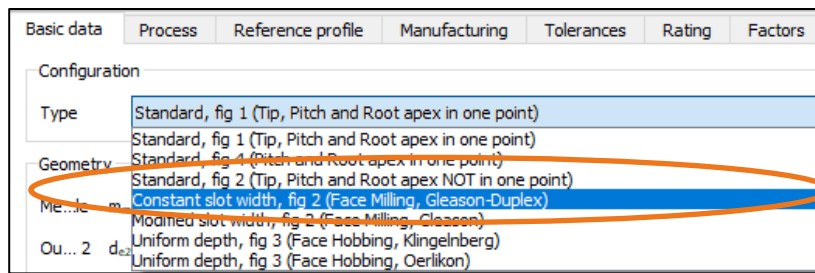 Basic data Process Reference profile Manufacturing Tolerances Rating Factors
Configuration
Type Standard, fig 1 (Tip, Pitch and Root apex in one point)
Standard, fig 1 (Tip, Pitch and Root apex in one point)
Standard, fig 4 (Pitch and Root apex in one point)
Geometry
Standard, fig 2 (Tip, Pitch and Root apex NOT in one point)
Constant slot width, fig 2 (Face Milling, Gleason-Duplex)
Modified slot width, fig 2 (Face Milling, Gleason)
Uniform depth, fig 3 (Face Hobbing, Klingelnberg)
Ou... 2 de2
Uniform depth, fig 3 (Face Hobbing, Oerlikon)